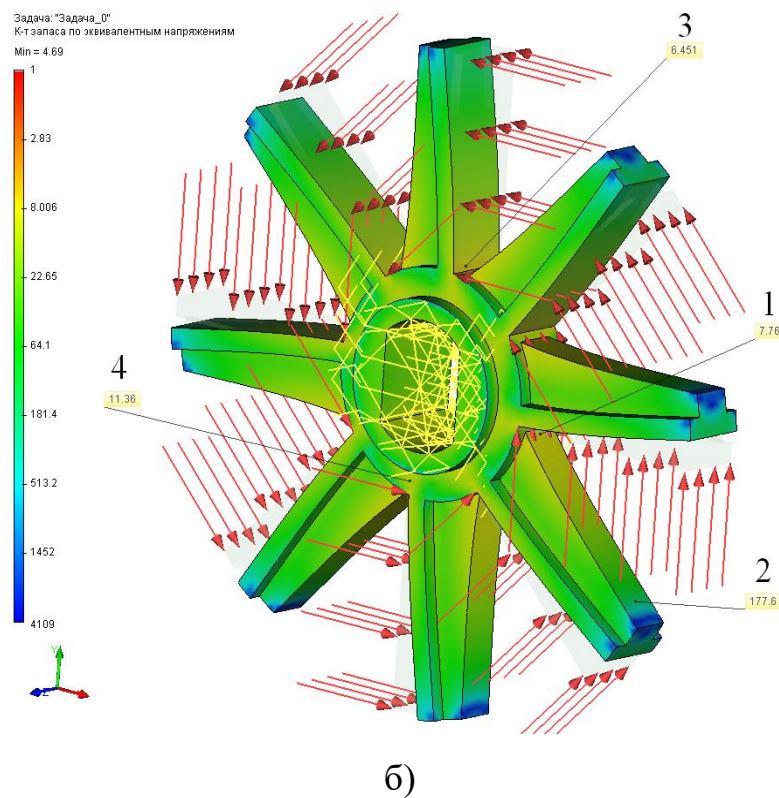 Задача: "Задача_0"
К-т запаса по эквивалентным напряжениям
Min = 4.69
1
2.83
8.006
22.65
64.1
181.4
513.2
1452
4109
3
6.451
1
7.76
4
11.36
2
177.6
Y
Z
б)